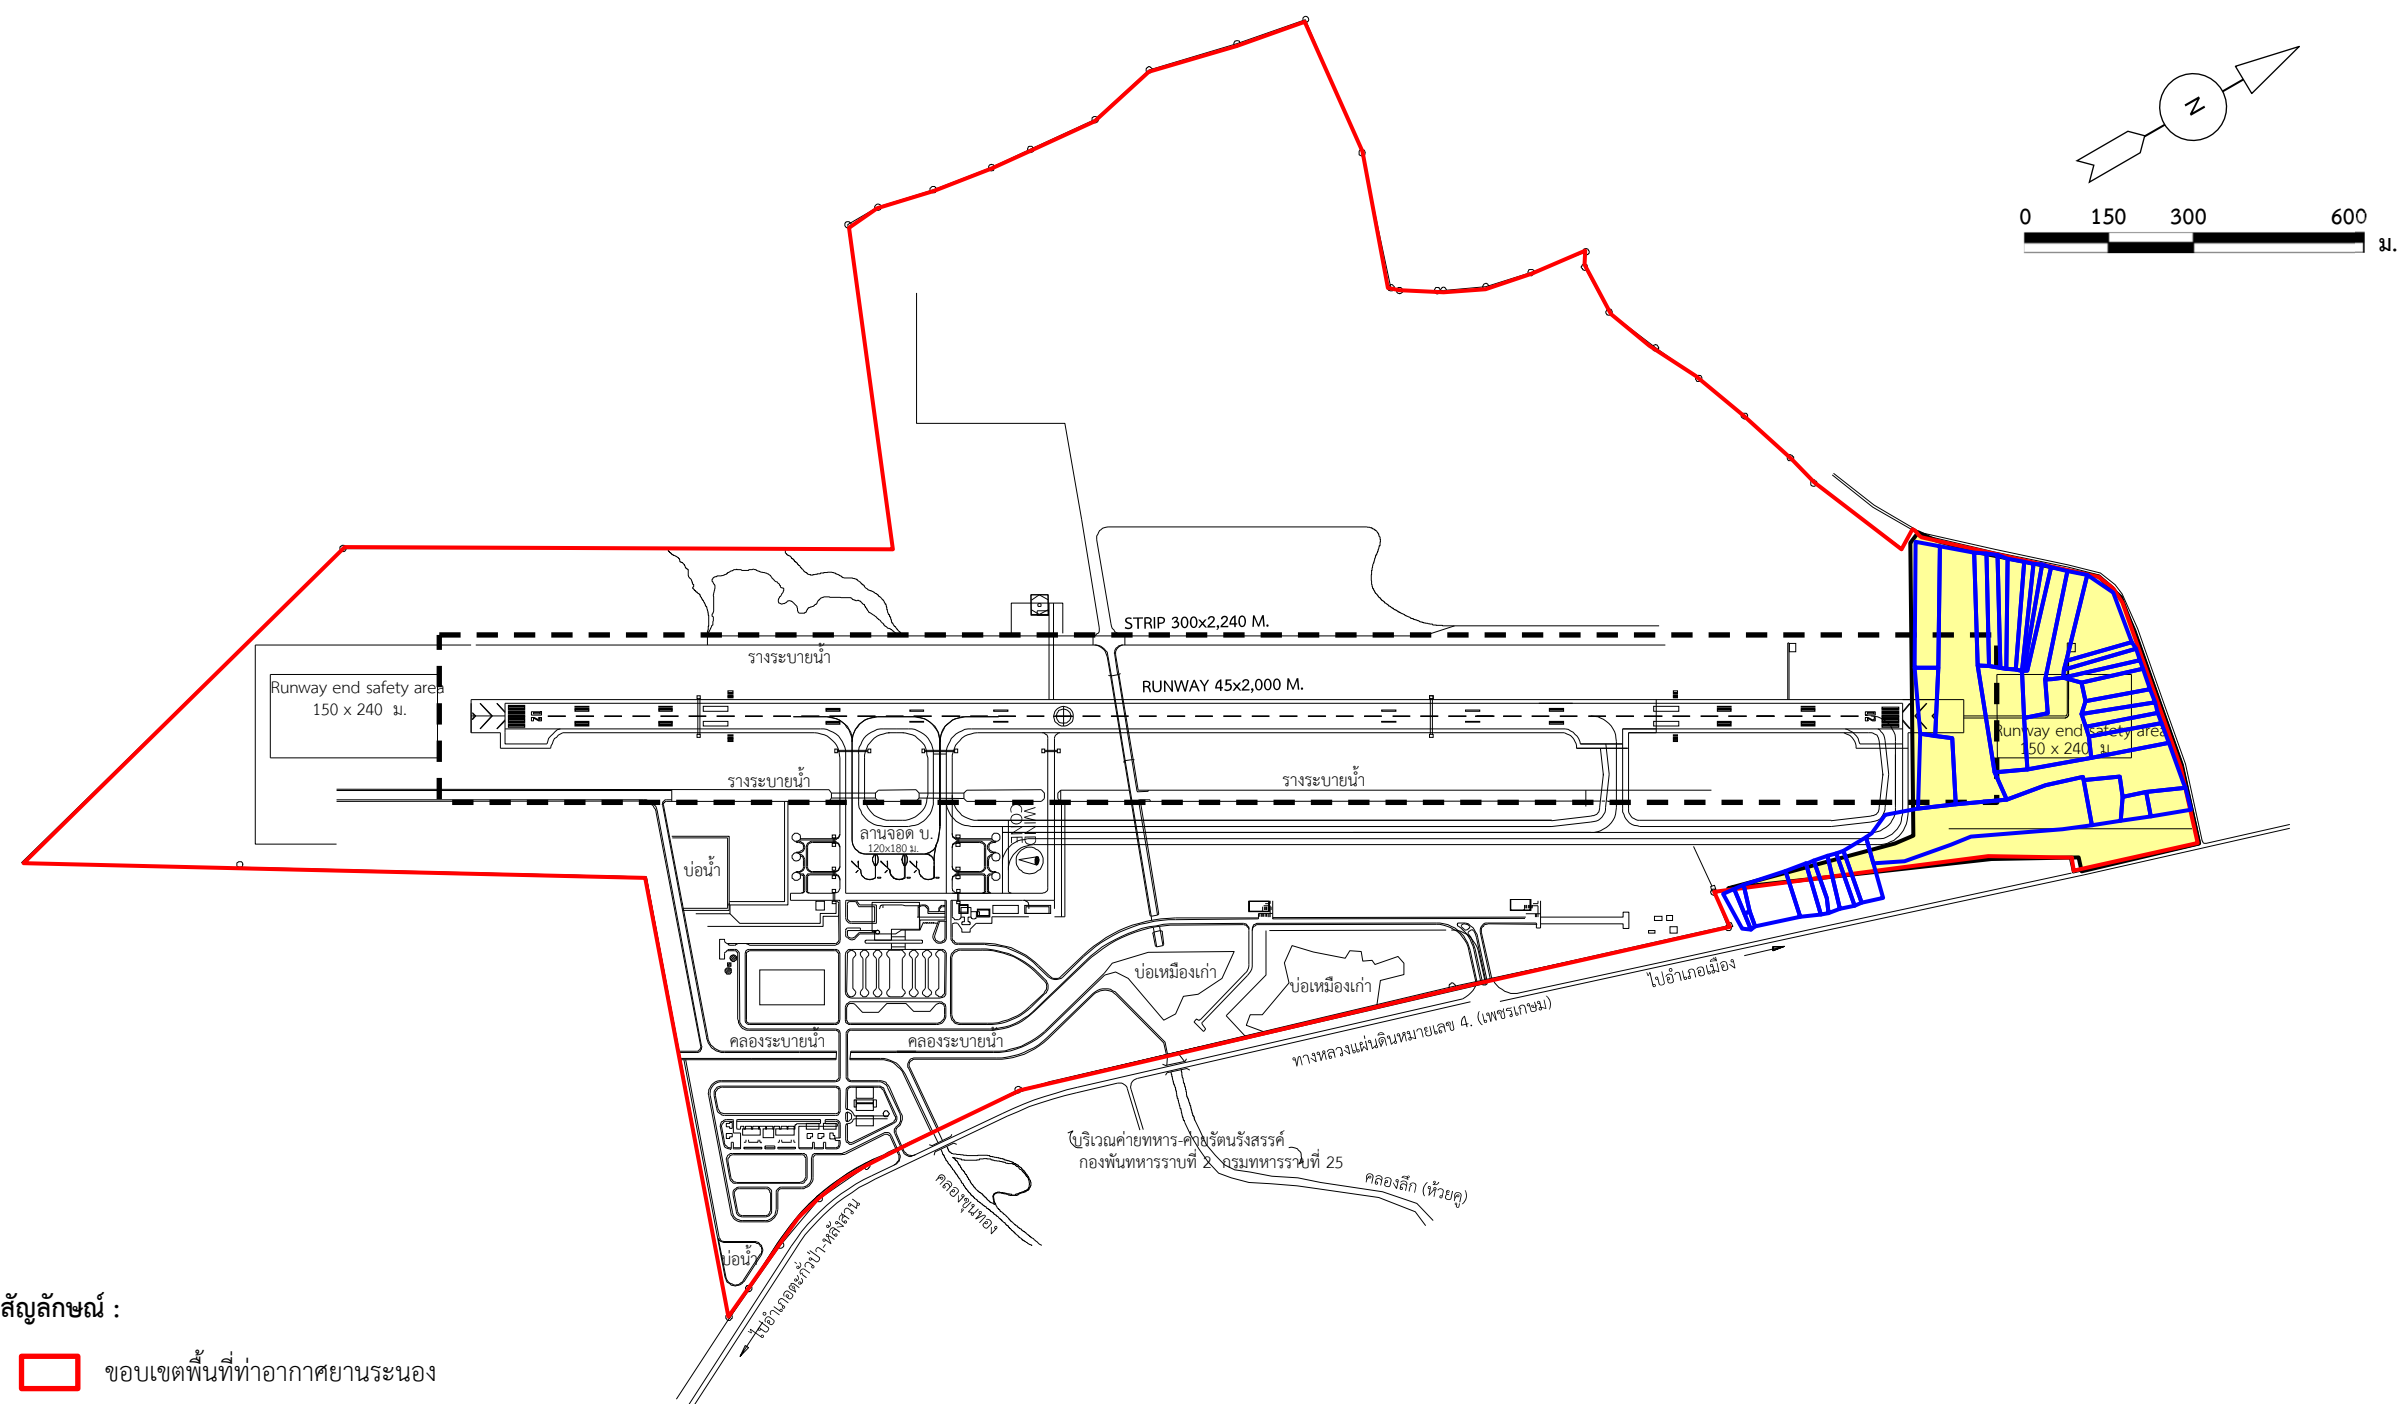 N
0 150 300 600
ม.
STRIP 300x2,240 M.
รางระบายน้ำ
RUNWAY 45x2,000 M.
Runway end safety area
150 x 240 ม.
Runway end safety area
150 x 240 ม.
รางระบายน้ำ
รางระบายน้ำ
WIND
CONE
ลานจอด บ.
120x180 ม.
บ่อน้ำ
บ่อเหมืองเก่า
บ่อเหมืองเก่า
ไปอำเภอเมือง
ทางหลวงแผ่นดินหมายเลข 4. (เพชรเกษม)
คลองระบายน้ำ
คลองระบายน้ำ
บริเวณค่ายทหาร-ค่ายรัตนรังสรรค์
กองพันทหารราบที่ 2 กรมทหารราบที่ 25
คลองลึก (ห้วยคู)
คลองขุนทอง
ไปอำเภอตะกั่วป่า-หลังสวน
บ่อน้ำ
สัญลักษณ์ :
ขอบเขตพื้นที่ท่าอากาศยานระนอง